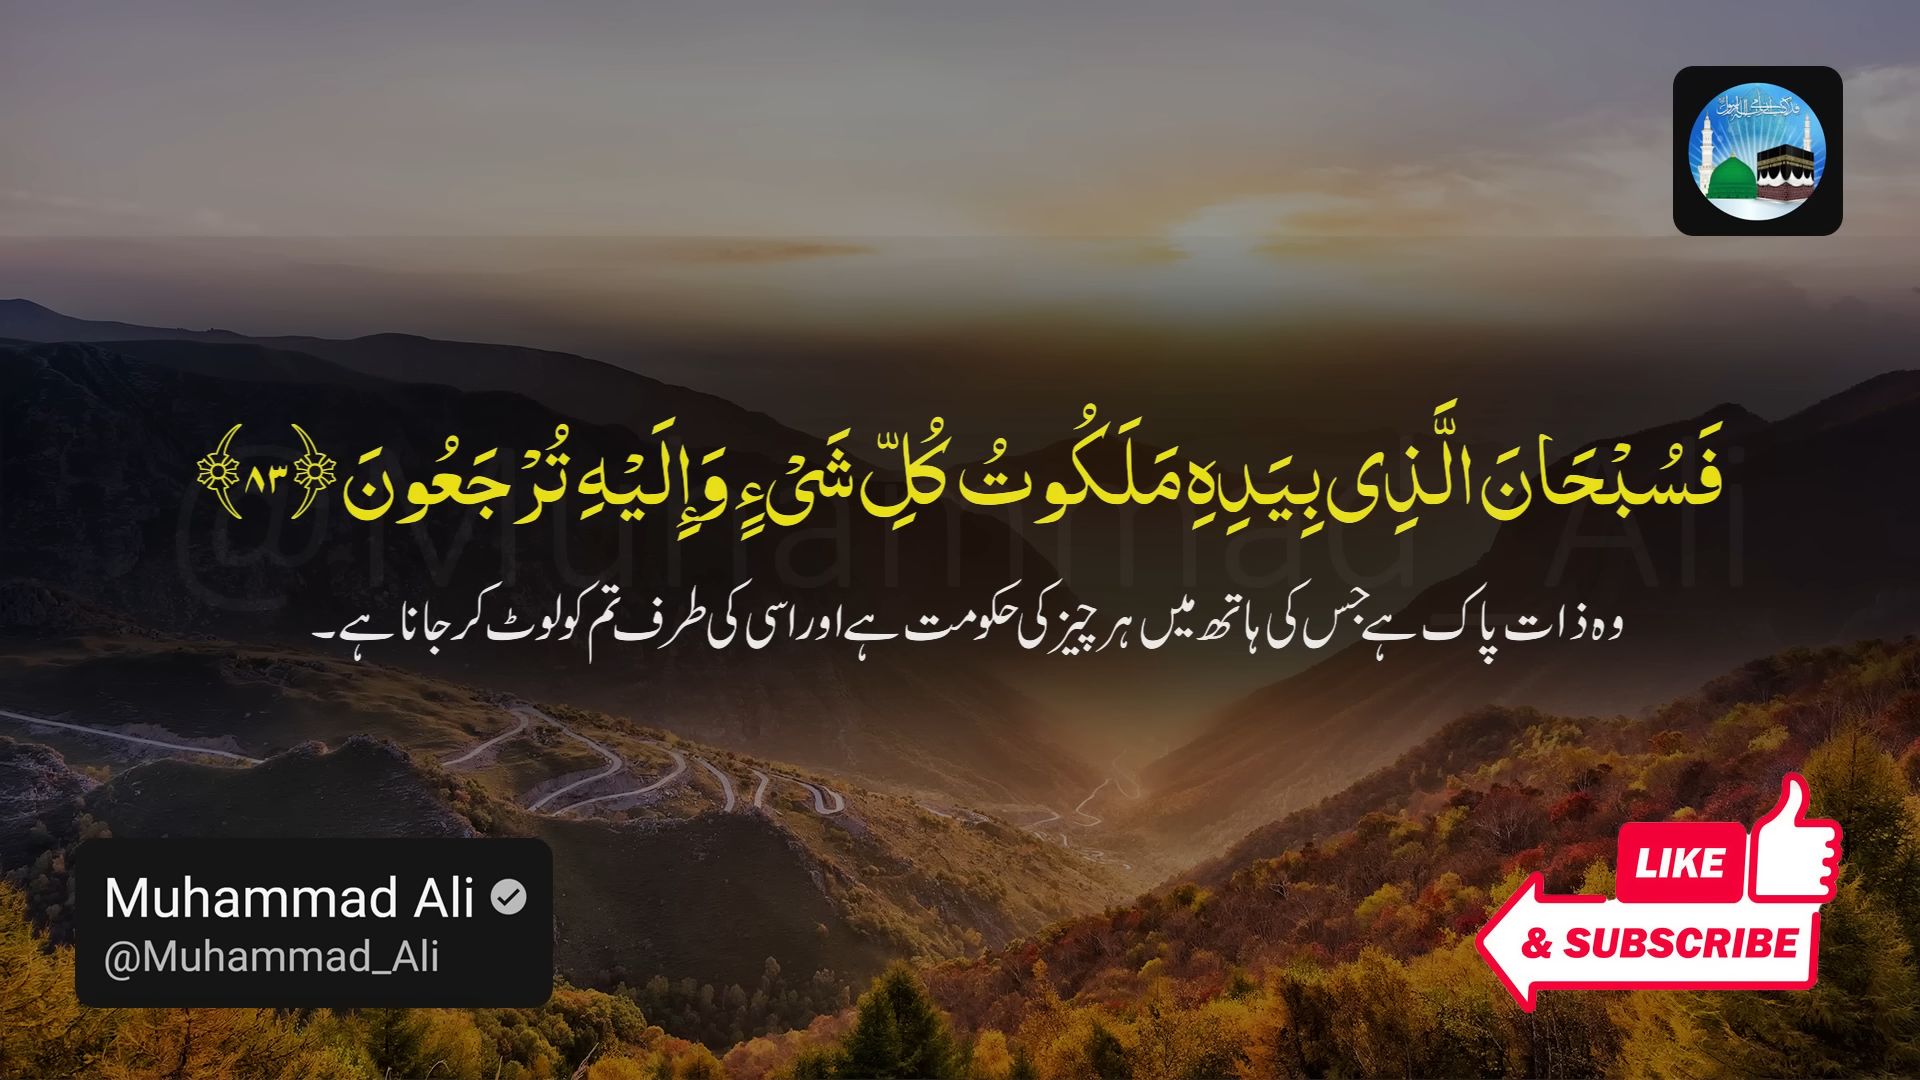 فَسُبْحَانَ الَّذِی بِیَدِہِ مَلَكُوتُ كُلِّ شَیْءٍ وَإِلَیْهِ تُرْجَعُونَ ﴿٨٣﴾
وہ ذات پاک ہے جس کی ہاتھ میں ہر چیز کی حکومت ہے اور اسی کی طرف تم کو لوٹ کر جانا ہے۔
@Muhammad_Ali
Muhammad Ali
@Muhammad_Ali
LIKE
& SUBSCRIBE